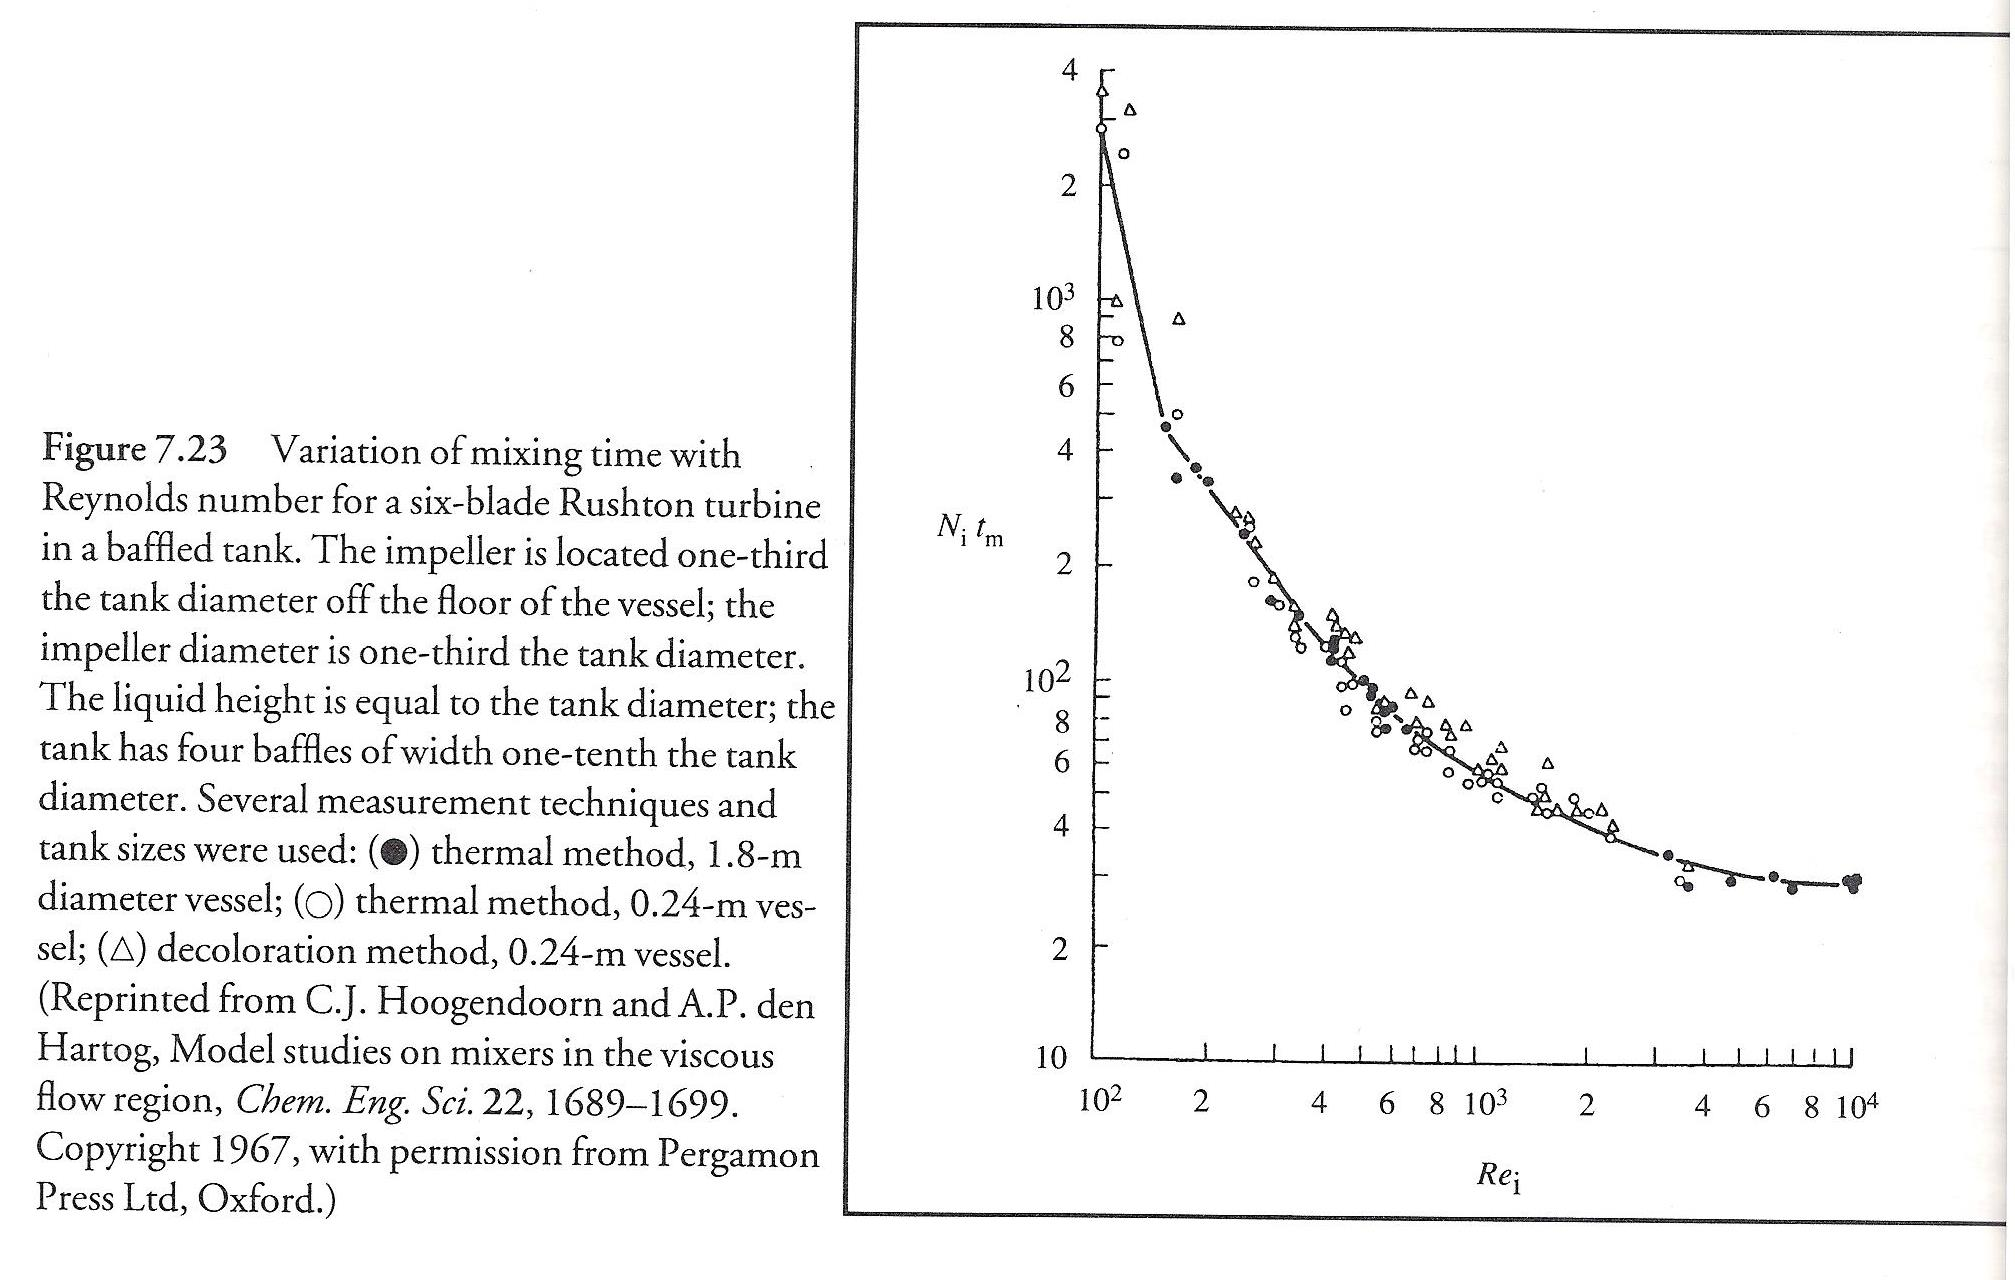 Figure 7.23 Variation of mixing time with
Reynolds number for a six-blade Rushton turbine
in a baffled tank. The impeller is located one-third
the tank diameter off the floor of the vessel; the
impeller diameter is one-third the tank diameter.
The liquid height is equal to the tank diameter; the
tank has four baffles of width one-tenth the tank
diameter. Several measurement techniques and
tank sizes were used: (●) thermal method, 1.8-m
diameter vessel; (○) thermal method, 0.24-m ves-
sel; (△) decoloration method, 0.24-m vessel.
(Reprinted from C.J. Hoogendoorn and A.P. den
Hartog, Model studies on mixers in the viscous
flow region, Chem. Eng. Sci. 22, 1689–1699.
Copyright 1967, with permission from Pergamon
Press Ltd, Oxford.)
4
2
10³
8
6
4
Nᵢ tₘ
2
10²
8
6
4
2
10
10² 2 4 6 8 10³ 2 4 6 8 10⁴
Reᵢ